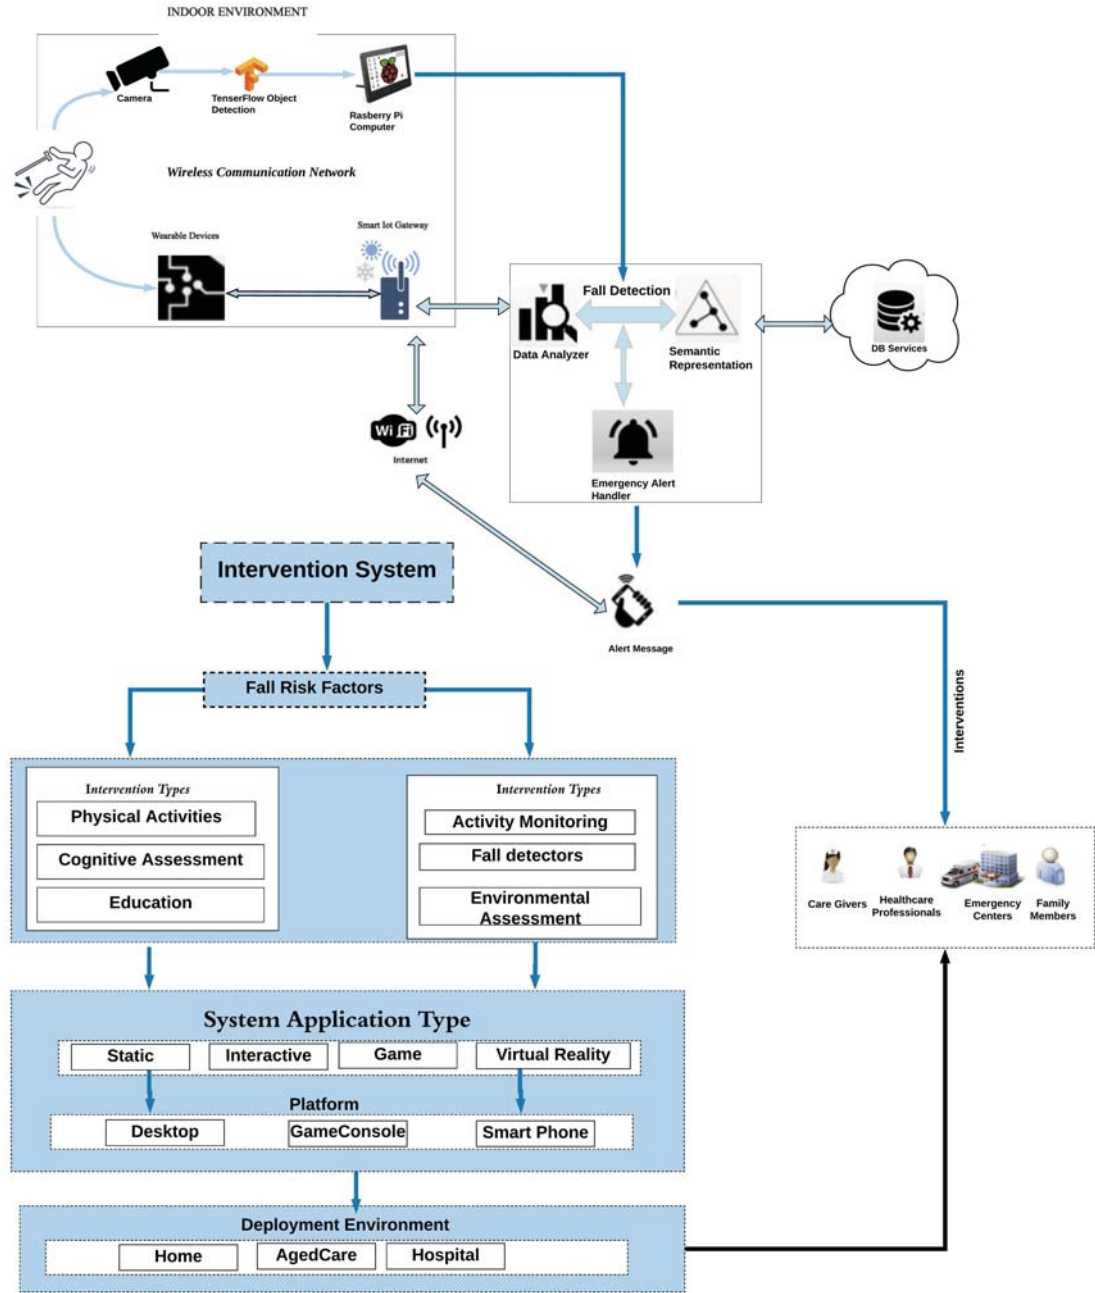 INDOOR ENVIRONMENT
Camera
TenserFlow Object
Detection
Rasberry Pi
Computer
Wireless Communication Network
Wearable Devices
Smart Iot Gateway
Fall Detection
Data Analyzer
Semantic
Representation
DB Services
WiFi
Internet
Emergency Alert
Handler
Alert Message
Intervention System
Fall Risk Factors
Interventions
Intervention Types
Physical Activities
Cognitive Assessment
Education
Intervention Types
Activity Monitoring
Fall detectors
Environmental
Assessment
Care Givers
Healthcare
Professionals
Emergency
Centers
Family
Members
System Application Type
Static
Interactive
Game
Virtual Reality
Platform
Desktop
GameConsole
Smart Phone
Deployment Environment
Home
AgedCare
Hospital